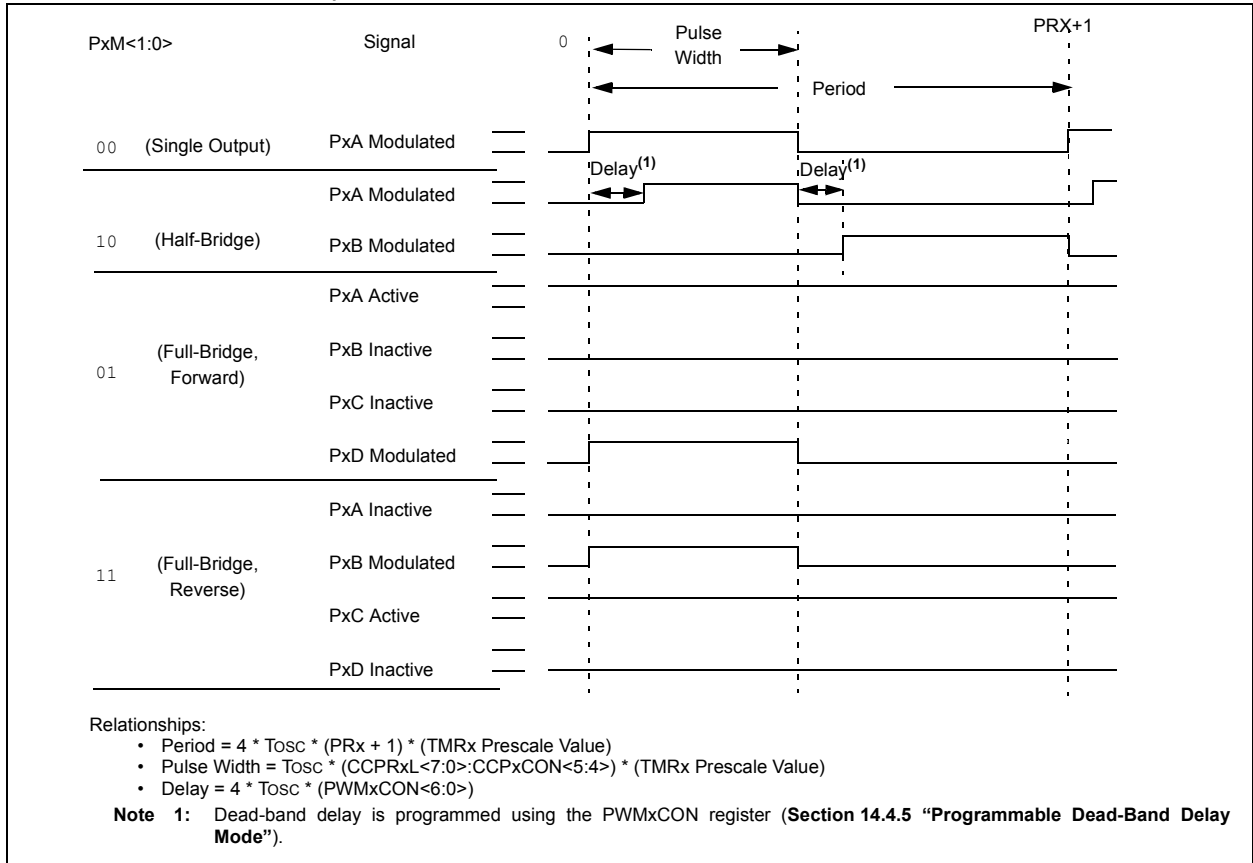 PxM<1:0>
Signal
0
Pulse
Width
PRX+1
Period
00 (Single Output) PxA Modulated
Delay(1) Delay(1)
PxA Modulated
10 (Half-Bridge) PxB Modulated
PxA Active
(Full-Bridge, PxB Inactive
01 Forward)
PxC Inactive
PxD Modulated
PxA Inactive
(Full-Bridge, PxB Modulated
11 Reverse)
PxC Active
PxD Inactive
Relationships:
• Period = 4 * TOSC * (PRx + 1) * (TMRx Prescale Value)
• Pulse Width = TOSC * (CCPRxL<7:0>:CCPxCON<5:4>) * (TMRx Prescale Value)
• Delay = 4 * TOSC * (PWMxCON<6:0>)
Note 1: Dead-band delay is programmed using the PWMxCON register (Section 14.4.5 “Programmable Dead-Band Delay
Mode”).